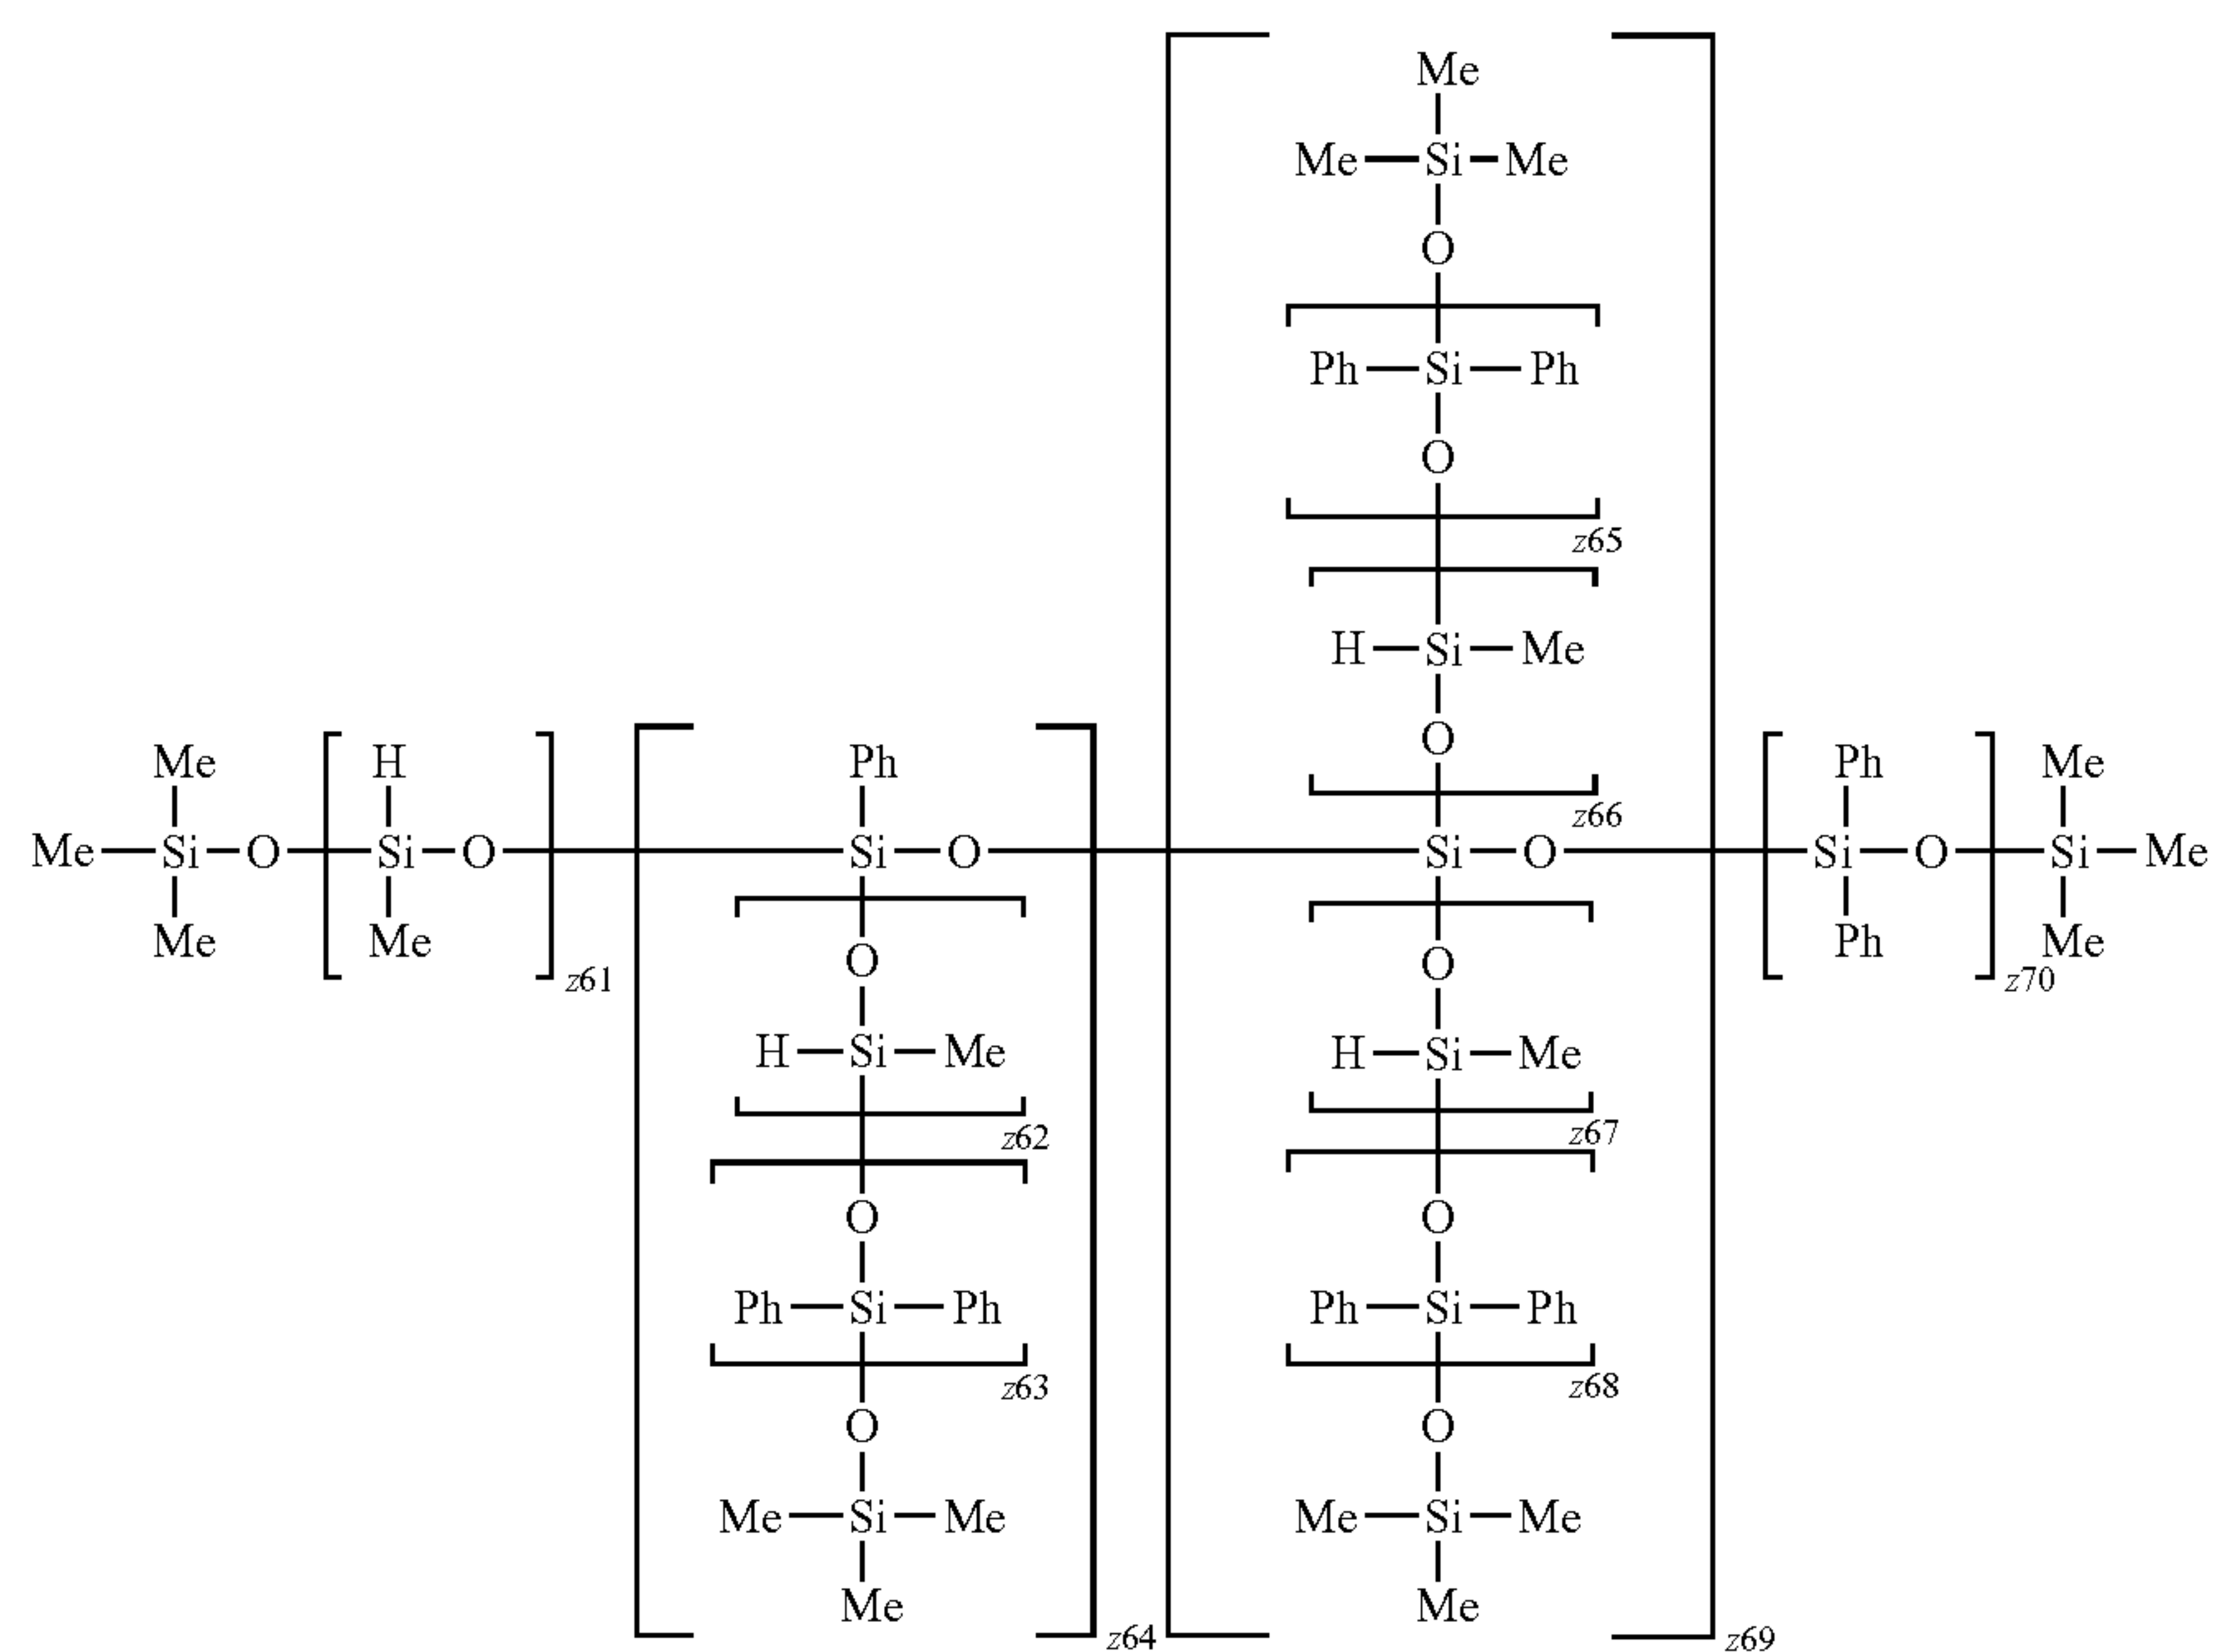 Me
Me Si Me
O
Ph Si Ph
O
z65
H Si Me
O
z66
Me H Ph Ph Me
Me Si O Si O Si O Si O Si O Si Me
Me Me Ph Me
z61 z70
O O
H Si Me H Si Me
z62 z67
O O
Ph Si Ph Ph Si Ph
z63 z68
O O
Me Si Me Me Si Me
Me Me
z64 z69